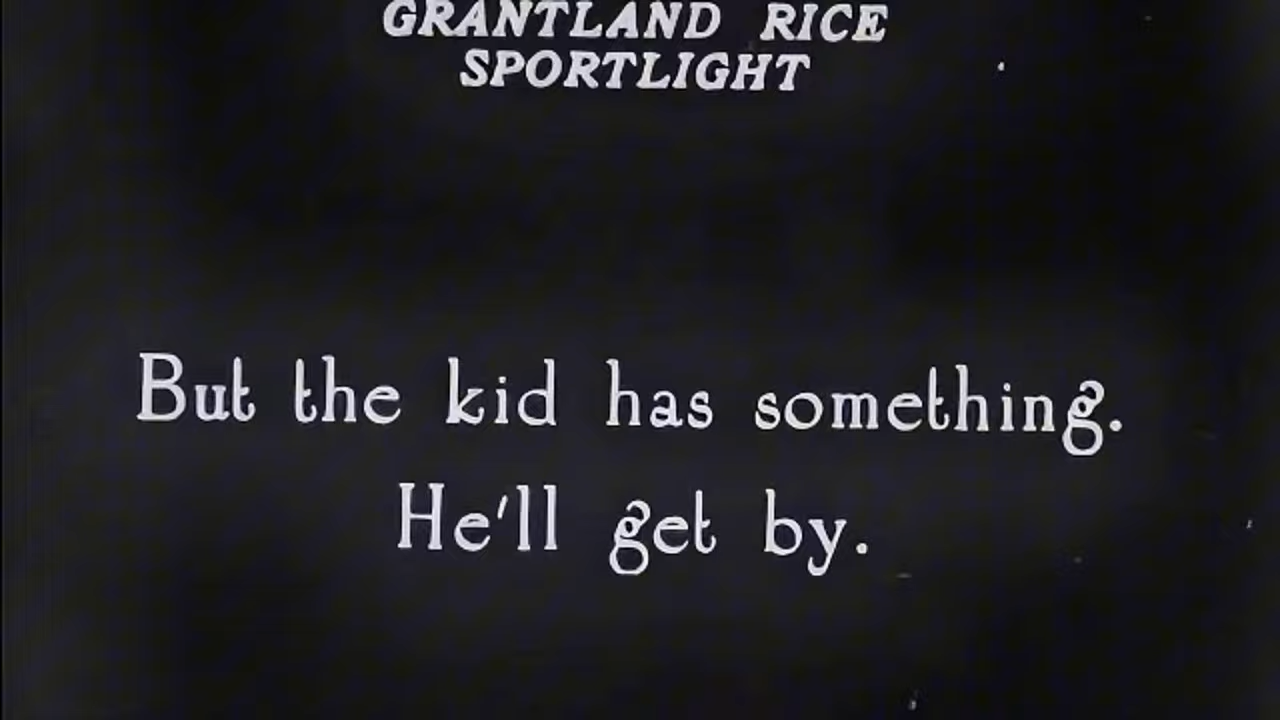 GRANTLAND RICE
SPORTLIGHT
But the kid has something.
He'll get by.